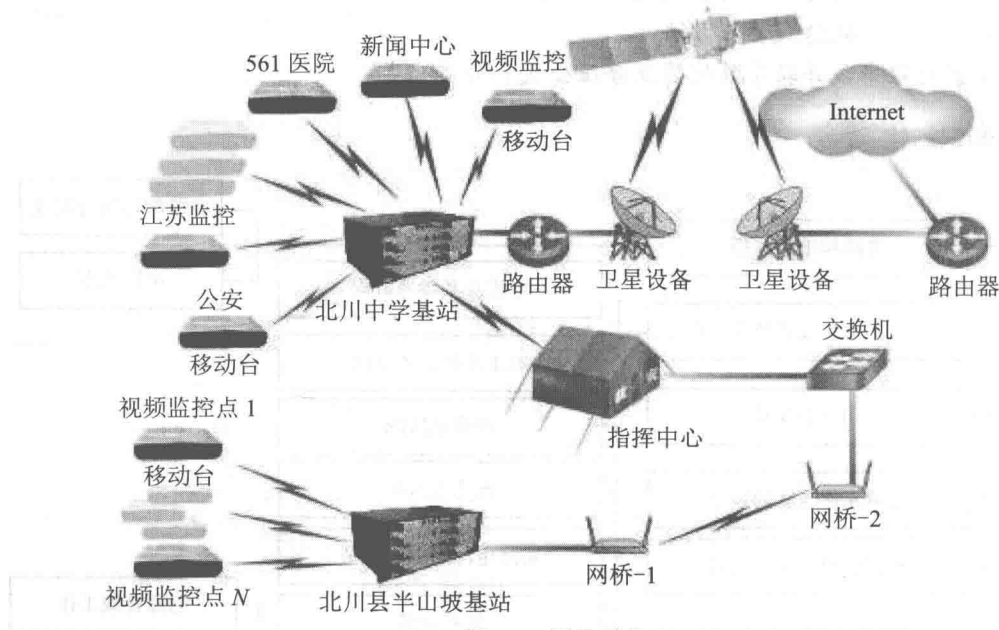 新闻中心
561 医院
视频监控
移动台
Internet
江苏监控
路由器
卫星设备
卫星设备
路由器
公安
移动台
北川中学基站
交换机
视频监控点 1
移动台
指挥中心
网桥-2
视频监控点 N
北川县半山坡基站
网桥-1